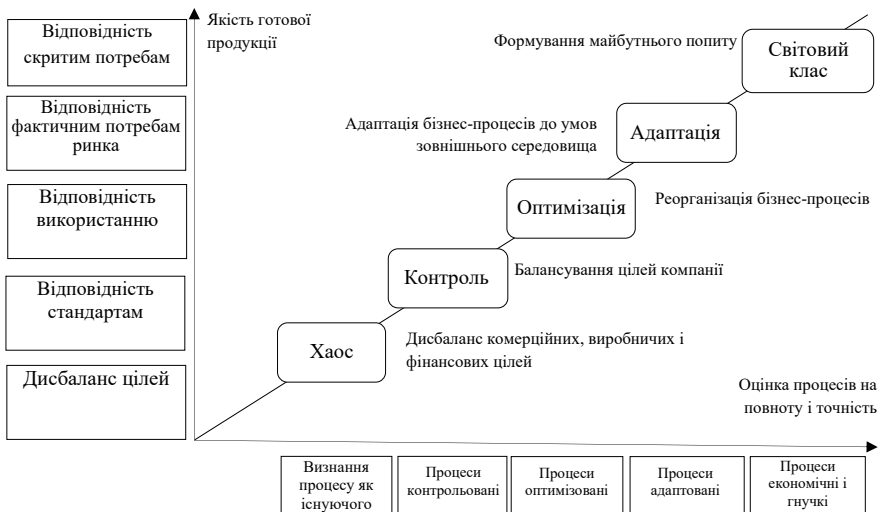 Відповідність
скритим потребам
Якість готової
продукції
Формування майбутнього попиту
Світовий
клас
Відповідність
фактичним потребам
ринка
Адаптація бізнес-процесів до умов
зовнішнього середовища
Адаптація
Відповідність
використанню
Оптимізація
Реорганізація бізнес-процесів
Контроль
Балансування цілей компанії
Відповідність
стандартам
Хаос
Дисбаланс комерційних, виробничих і
фінансових цілей
Дисбаланс цілей
Оцінка процесів на
повноту і точність
Визнання
процесу як
існуючого
Процеси
контрольовані
Процеси
оптимізовані
Процеси
адаптовані
Процеси
економічні і
гнучкі